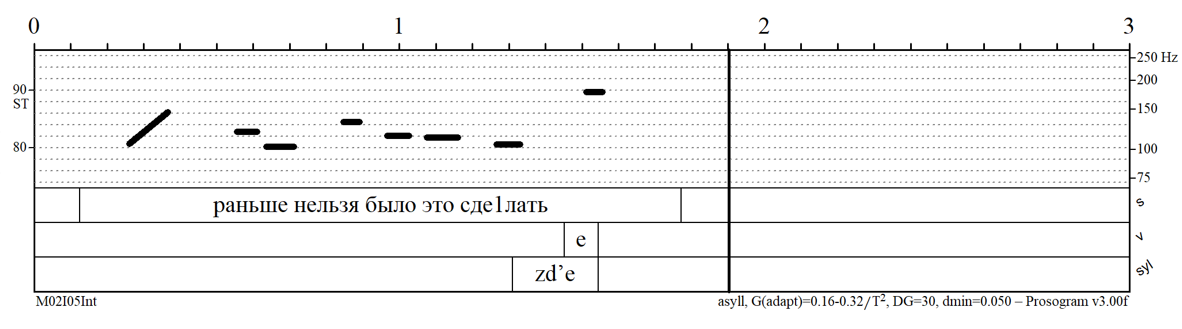 0 1 2 3
250 Hz
90 200
ST
150
80 100
75
раньше нельзя было это сде1лать s
e v
zd’e syl
M02I05Int asyll, G(adapt)=0.16-0.32/T², DG=30, dmin=0.050 – Prosogram v3.00f